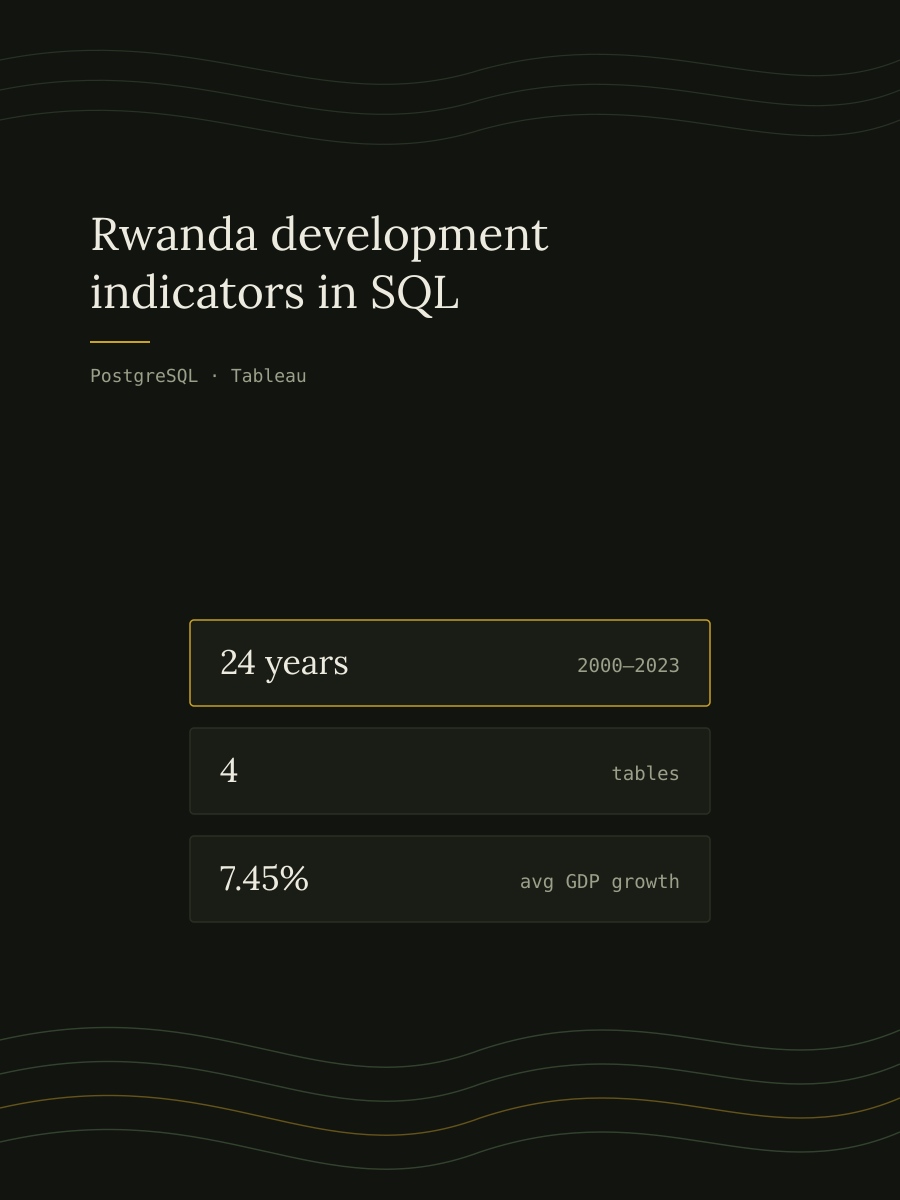 Rwanda development
indicators in SQL
PostgreSQL · Tableau
24 years
2000–2023
4
tables
7.45%
avg GDP growth